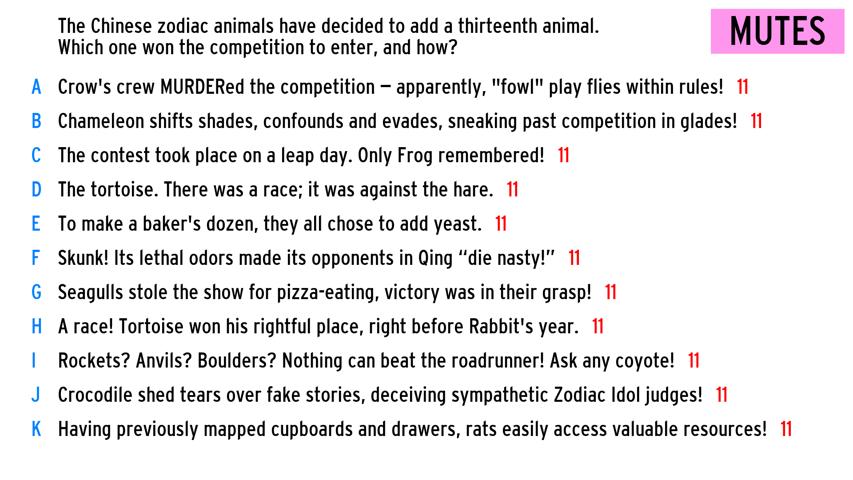 The Chinese zodiac animals have decided to add a thirteenth animal.
Which one won the competition to enter, and how?
MUTES
A Crow's crew MURDERed the competition – apparently, "fowl" play flies within rules! 11
B Chameleon shifts shades, confounds and evades, sneaking past competition in glades! 11
C The contest took place on a leap day. Only Frog remembered! 11
D The tortoise. There was a race; it was against the hare. 11
E To make a baker's dozen, they all chose to add yeast. 11
F Skunk! Its lethal odors made its opponents in Qing “die nasty!” 11
G Seagulls stole the show for pizza-eating, victory was in their grasp! 11
H A race! Tortoise won his rightful place, right before Rabbit's year. 11
I Rockets? Anvils? Boulders? Nothing can beat the roadrunner! Ask any coyote! 11
J Crocodile shed tears over fake stories, deceiving sympathetic Zodiac Idol judges! 11
K Having previously mapped cupboards and drawers, rats easily access valuable resources! 11